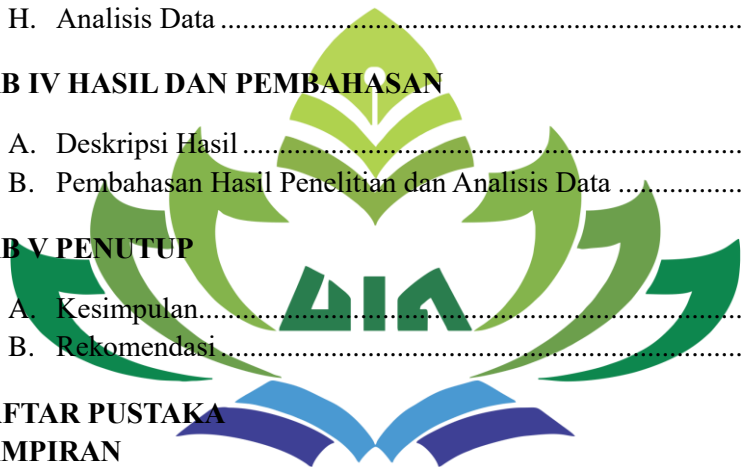 H. Analisis Data ..................................................................
B IV HASIL DAN PEMBAHASAN
A. Deskripsi Hasil ...............................................................
B. Pembahasan Hasil Penelitian dan Analisis Data ................
B V PENUTUP
A. Kesimpulan.....................................................................
UIN
B. Rekomendasi ..................................................................
FTAR PUSTAKA
MPIRAN